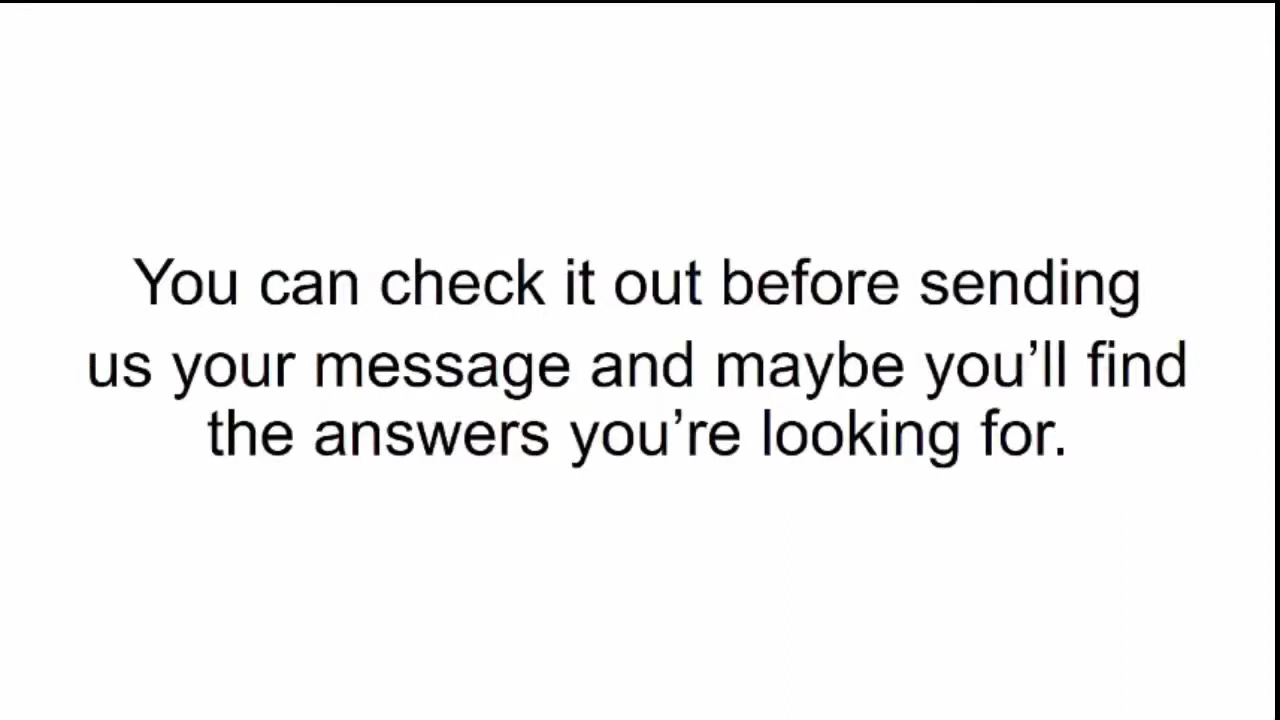 You can check it out before sending
us your message and maybe you’ll find
the answers you’re looking for.